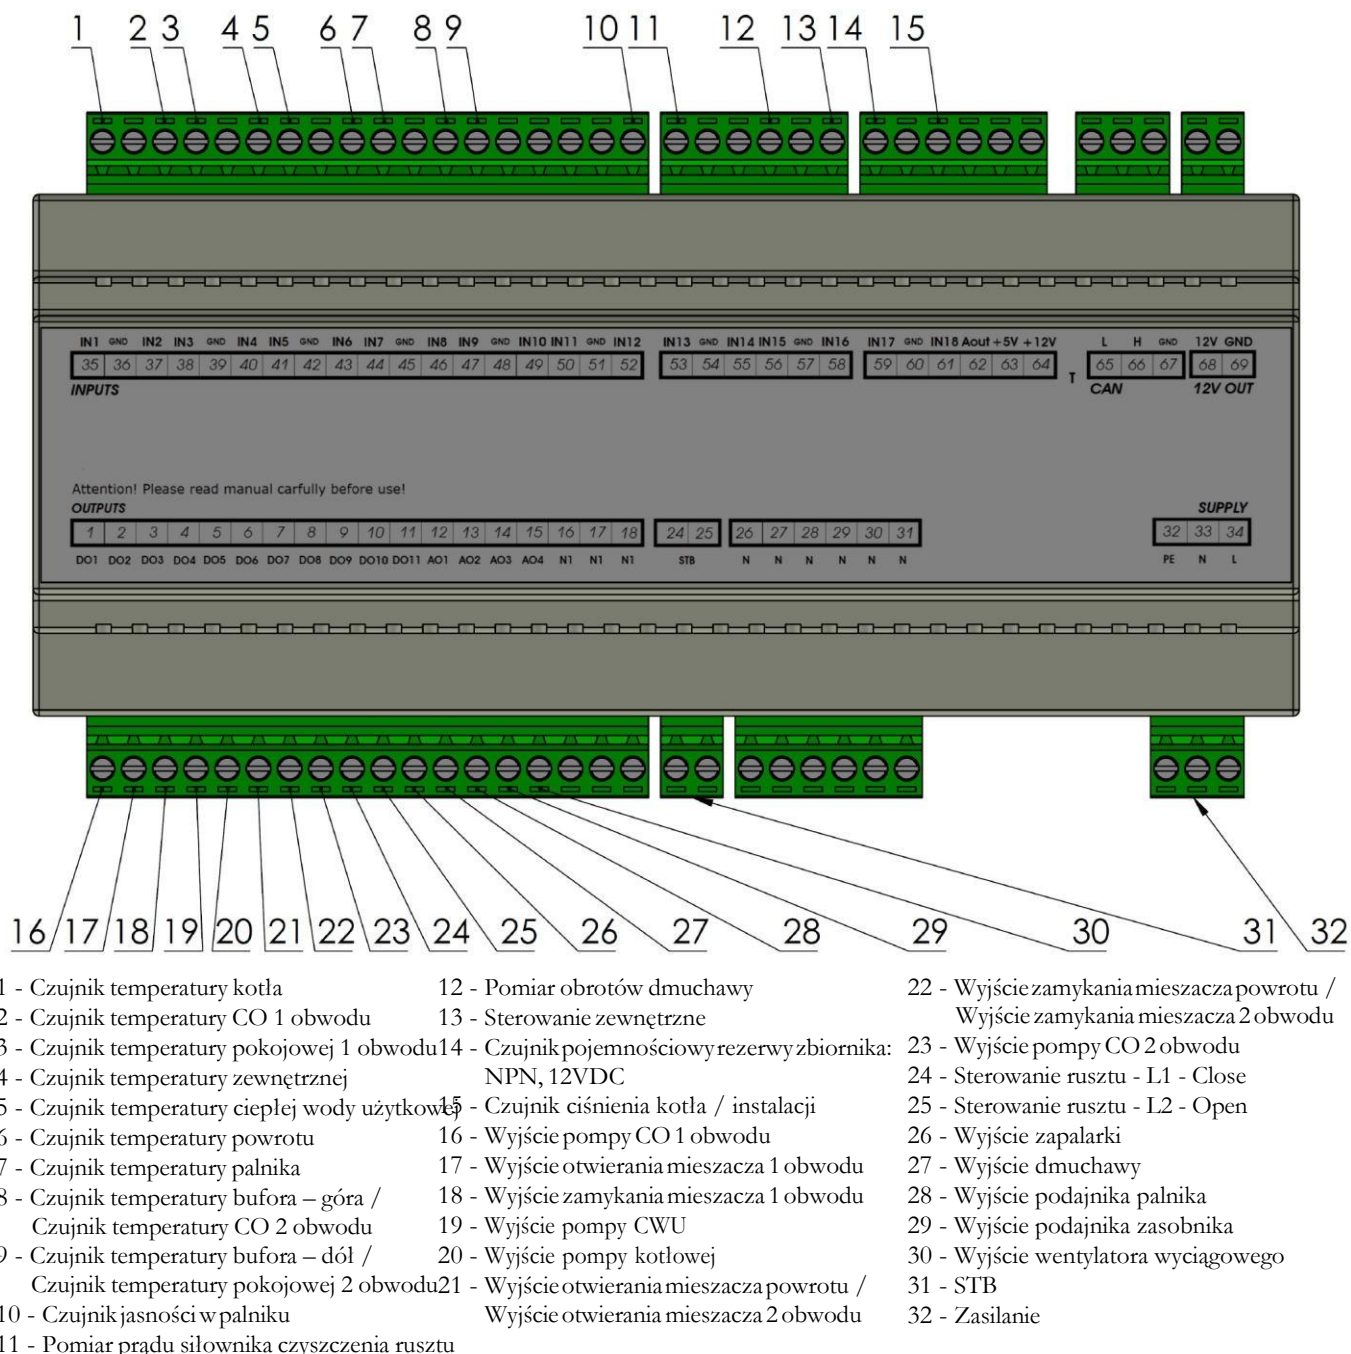 1 2 3 4 5 6 7 8 9 10 11 12 13 14 15
IN1 GND IN2 IN3 GND IN4 IN5 GND IN6 IN7 GND IN8 IN9 GND IN10 IN11 GND IN12 IN13 GND IN14 IN15 GND IN16 IN17 GND IN18 Aout +5V +12V L H GND 12V GND
35 36 37 38 39 40 41 42 43 44 45 46 47 48 49 50 51 52 53 54 55 56 57 58 59 60 61 62 63 64 T 65 66 67 68 69
INPUTS CAN 12V OUT
Attention! Please read manual carfully before use!
OUTPUTS SUPPLY
1 2 3 4 5 6 7 8 9 10 11 12 13 14 15 16 17 18 24 25 26 27 28 29 30 31 32 33 34
DO1 DO2 DO3 DO4 DO5 DO6 DO7 DO8 DO9 DO10 DO11 AO1 AO2 AO3 AO4 N1 N1 N1 STB N N N N N N PE N L
16 17 18 19 20 21 22 23 24 25 26 27 28 29 30 31 32
1 - Czujnik temperatury kotła
2 - Czujnik temperatury CO 1 obwodu
3 - Czujnik temperatury pokojowej 1 obwodu
4 - Czujnik temperatury zewnętrznej
5 - Czujnik temperatury ciepłej wody użytkowej
6 - Czujnik temperatury powrotu
7 - Czujnik temperatury palnika
8 - Czujnik temperatury bufora – góra /
Czujnik temperatury CO 2 obwodu
9 - Czujnik temperatury bufora – dół /
Czujnik temperatury pokojowej 2 obwodu
10 - Czujnik jasności w palniku
11 - Pomiar prądu siłownika czyszczenia rusztu
12 - Pomiar obrotów dmuchawy
13 - Sterowanie zewnętrzne
14 - Czujnik pojemnościowy rezerwy zbiornika:
NPN, 12VDC
15 - Czujnik ciśnienia kotła / instalacji
16 - Wyjście pompy CO 1 obwodu
17 - Wyjście otwierania mieszacza 1 obwodu
18 - Wyjście zamykania mieszacza 1 obwodu
19 - Wyjście pompy CWU
20 - Wyjście pompy kotłowej
21 - Wyjście otwierania mieszacza powrotu /
Wyjście otwierania mieszacza 2 obwodu
22 - Wyjście zamykania mieszacza powrotu /
Wyjście zamykania mieszacza 2 obwodu
23 - Wyjście pompy CO 2 obwodu
24 - Sterowanie rusztu - L1 - Close
25 - Sterowanie rusztu - L2 - Open
26 - Wyjście zapalarki
27 - Wyjście dmuchawy
28 - Wyjście podajnika palnika
29 - Wyjście podajnika zasobnika
30 - Wyjście wentylatora wyciągowego
31 - STB
32 - Zasilanie